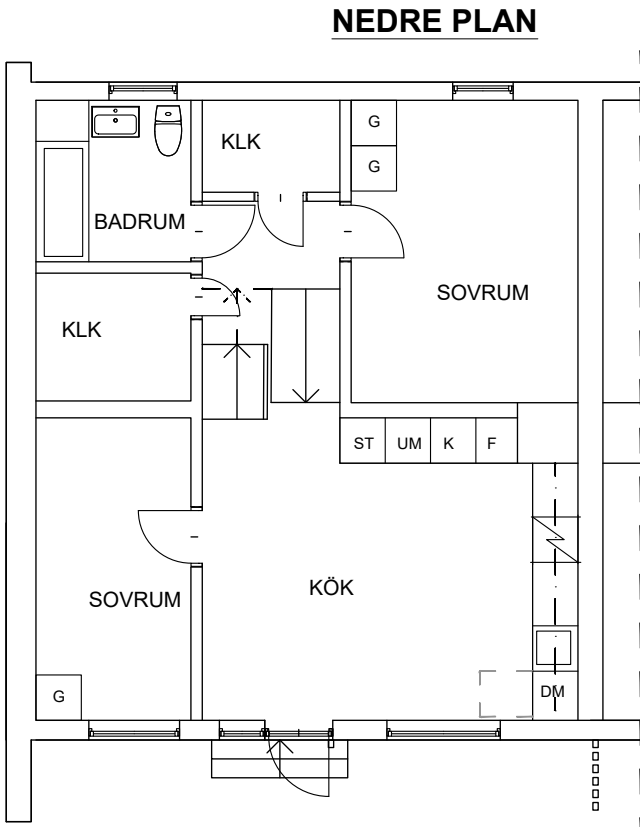 NEDRE PLAN
G
KLK
G
BADRUM
SOVRUM
KLK
ST UM K F
KÖK
SOVRUM
G
DM